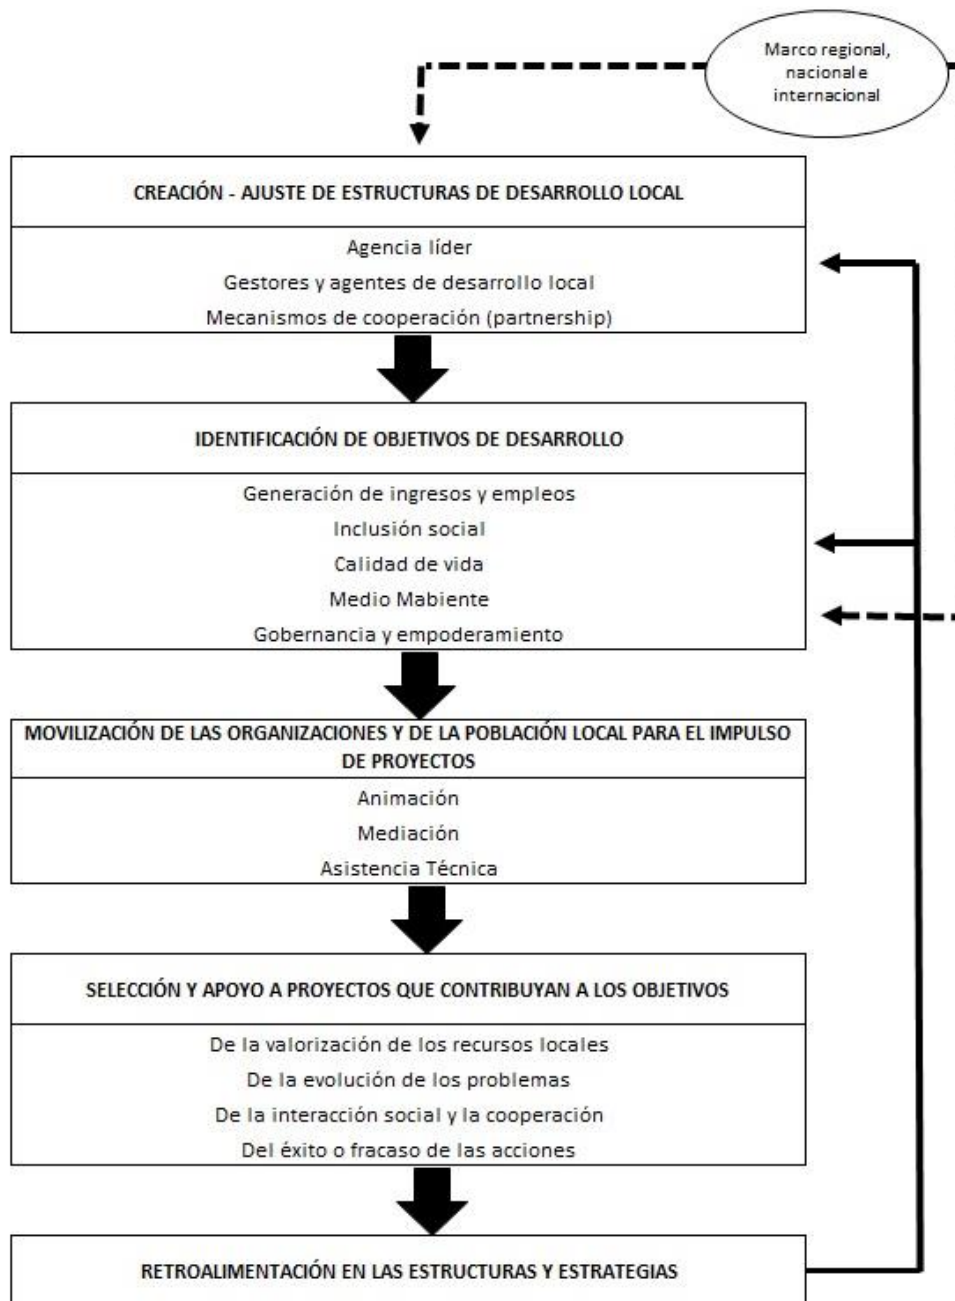 Marco regional,
nacional e
internacional
CREACIÓN - AJUSTE DE ESTRUCTURAS DE DESARROLLO LOCAL
Agencia líder
Gestores y agentes de desarrollo local
Mecanismos de cooperación (partnership)
IDENTIFICACIÓN DE OBJETIVOS DE DESARROLLO
Generación de ingresos y empleos
Inclusión social
Calidad de vida
Medio Mabiente
Gobernancia y empoderamiento
MOVILIZACIÓN DE LAS ORGANIZACIONES Y DE LA POBLACIÓN LOCAL PARA EL IMPULSO
DE PROYECTOS
Animación
Mediación
Asistencia Técnica
SELECCIÓN Y APOYO A PROYECTOS QUE CONTRIBUYAN A LOS OBJETIVOS
De la valorización de los recursos locales
De la evolución de los problemas
De la interacción social y la cooperación
Del éxito o fracaso de las acciones
RETROALIMENTACIÓN EN LAS ESTRUCTURAS Y ESTRATEGIAS